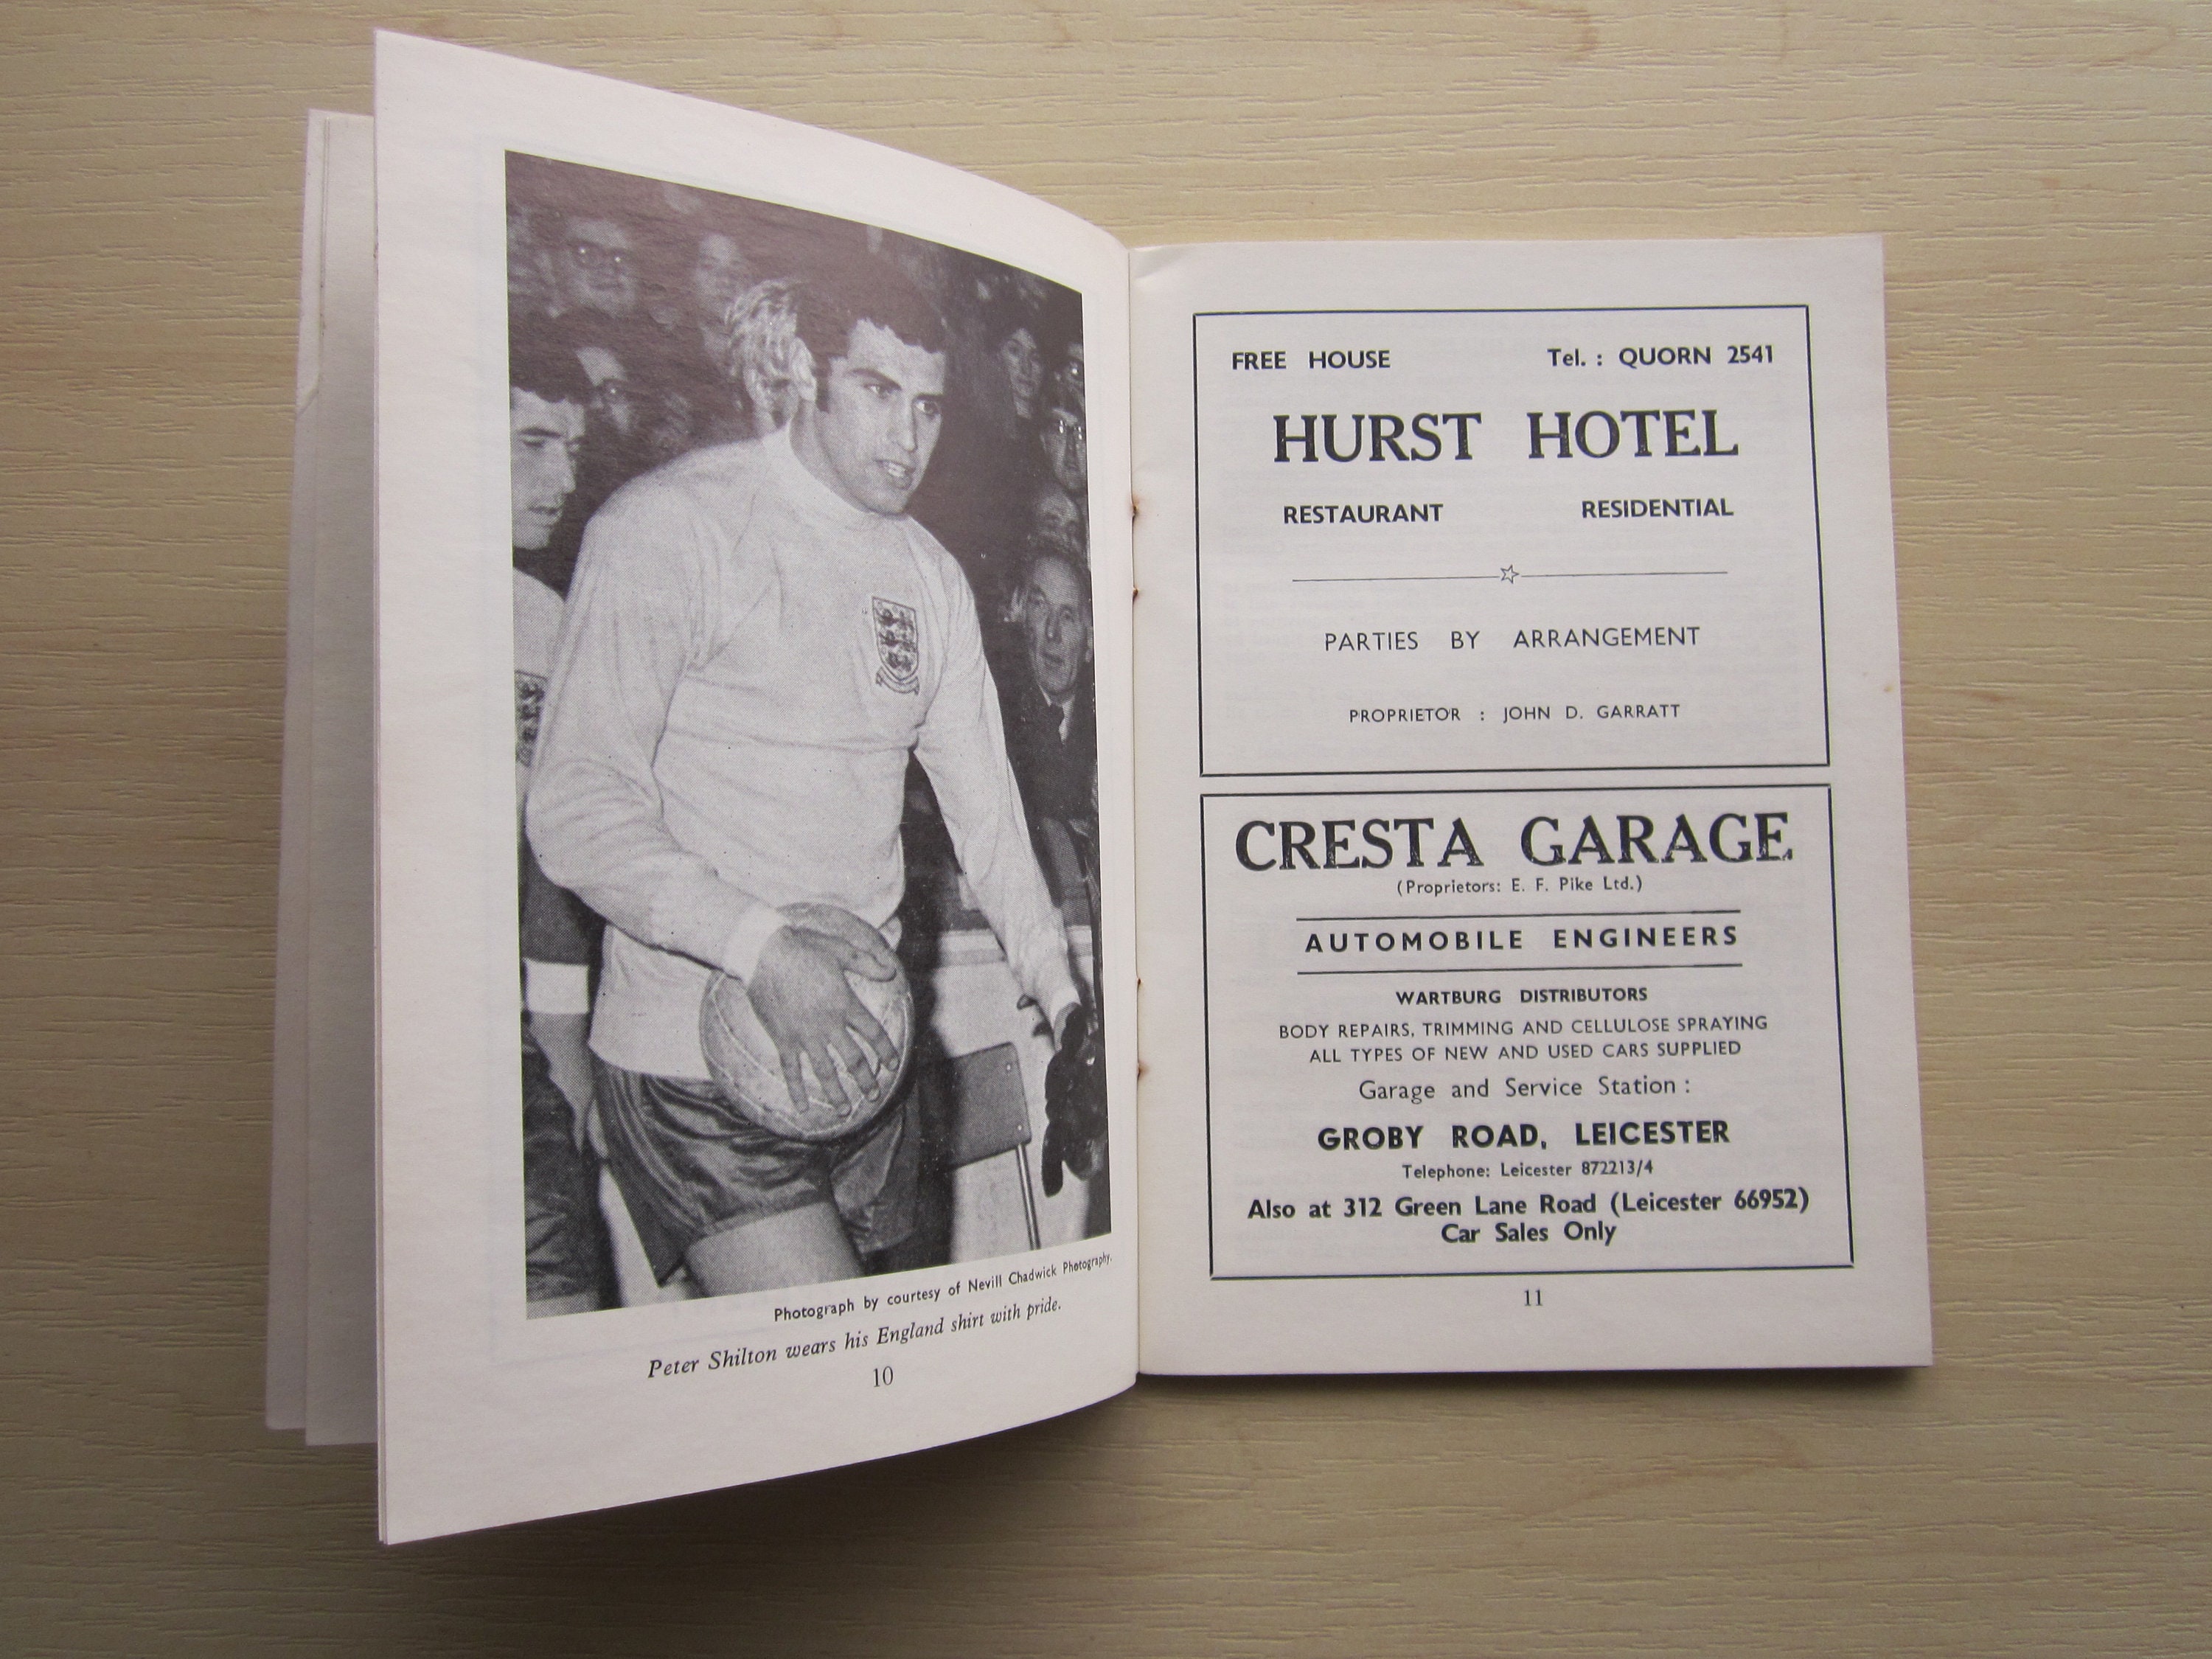 Photograph by courtesy of Nevill Chadwick Photography.
Peter Shilton wears his England shirt with pride.
10
FREE HOUSE Tel. : QUORN 2541
HURST HOTEL
RESTAURANT RESIDENTIAL
PARTIES BY ARRANGEMENT
PROPRIETOR : JOHN D. GARRATT
CRESTA GARAGE
(Proprietors: E. F. Pike Ltd.)
AUTOMOBILE ENGINEERS
WARTBURG DISTRIBUTORS
BODY REPAIRS, TRIMMING AND CELLULOSE SPRAYING
ALL TYPES OF NEW AND USED CARS SUPPLIED
Garage and Service Station :
GROBY ROAD, LEICESTER
Telephone: Leicester 872213/4
Also at 312 Green Lane Road (Leicester 66952)
Car Sales Only
11